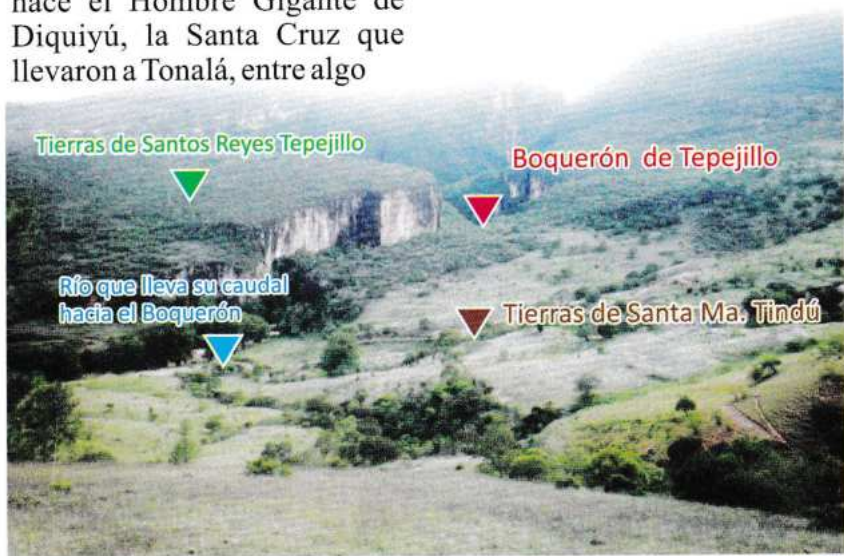 hace el Hombre Gigante de
Diquiyú, la Santa Cruz que
llevaron a Tonalá, entre algo
Tierras de Santos Reyes Tepejillo
Boquerón de Tepejillo
Río que lleva su caudal
hacia el Boquerón
Tierras de Santa Ma. Tindú